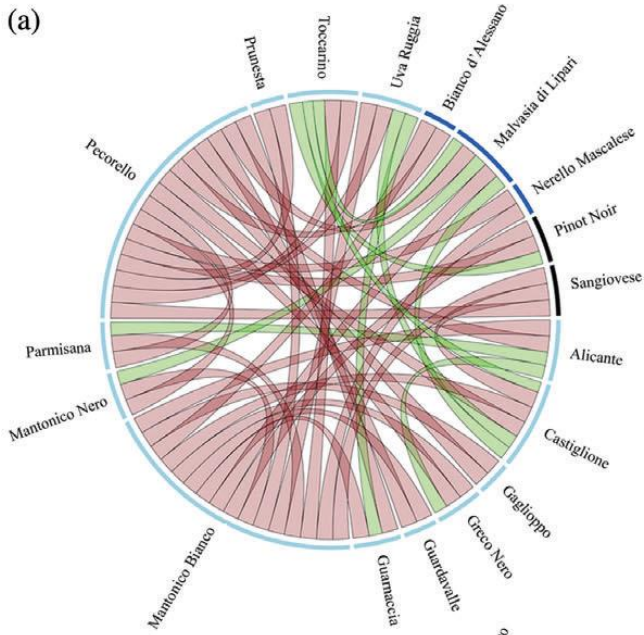 (a)
Toccarino
Uva Ruggia
Bianco d'Alessano
Malvasia di Lipari
Nerello Mascalese
Pinot Noir
Sangiovese
Alicante
Castiglione
Gaglioppo
Greco Nero
Guardavalle
Guarnaccia
Mantonico Bianco
Mantonico Nero
Parmisana
Pecorello
Prunesta